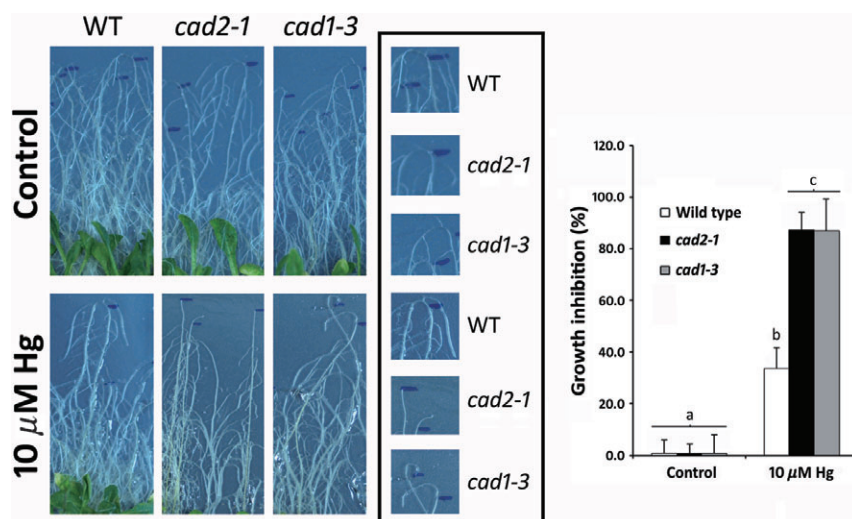 WT cad2-1 cad1-3
Control
10 µM Hg
WT
cad2-1
cad1-3
WT
cad2-1
cad1-3
Growth inhibition (%)
120.0
100.0
80.0
60.0
40.0
20.0
0.0
Wild type
cad2-1
cad1-3
a
b
c
Control 10 µM Hg